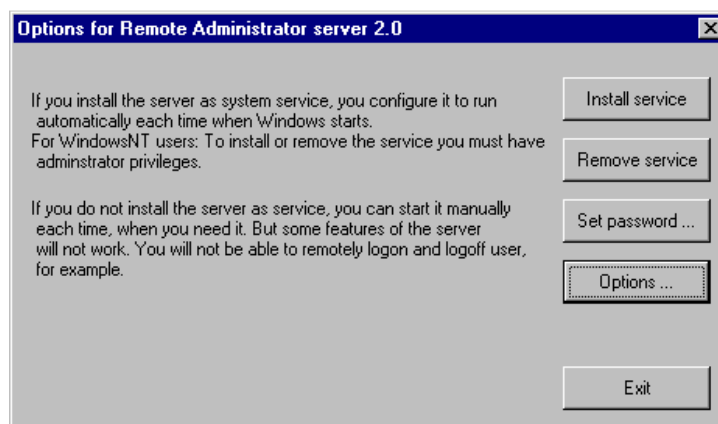 Options for Remote Administrator server 2.0
If you install the server as system service, you configure it to run
automatically each time when Windows starts.
For WindowsNT users: To install or remove the service you must have
adminstrator privileges.
If you do not install the server as service, you can start it manually
each time, when you need it. But some features of the server
will not work. You will not be able to remotely logon and logoff user,
for example.
Install service
Remove service
Set password ...
Options ...
Exit